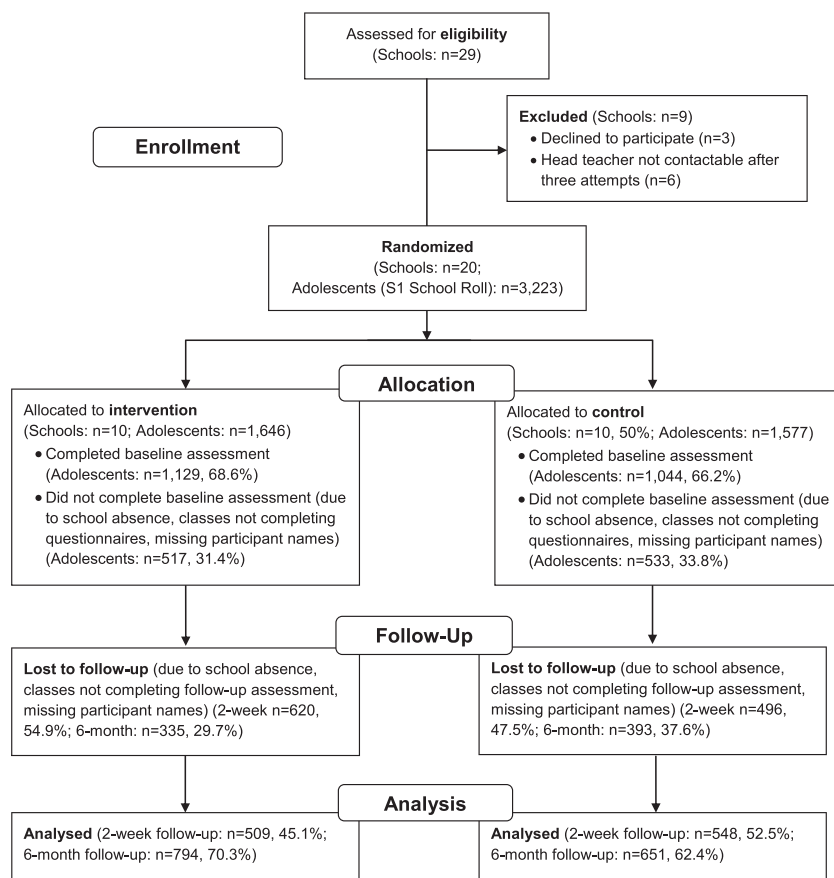 Assessed for eligibility
(Schools: n=29)
Excluded (Schools: n=9)
• Declined to participate (n=3)
• Head teacher not contactable after
three attempts (n=6)
Enrollment
Randomized
(Schools: n=20;
Adolescents (S1 School Roll): n=3,223)
Allocation
Allocated to intervention
(Schools: n=10; Adolescents: n=1,646)
• Completed baseline assessment
(Adolescents: n=1,129, 68.6%)
• Did not complete baseline assessment (due
to school absence, classes not completing
questionnaires, missing participant names)
(Adolescents: n=517, 31.4%)
Allocated to control
(Schools: n=10, 50%; Adolescents: n=1,577)
• Completed baseline assessment
(Adolescents: n=1,044, 66.2%)
• Did not complete baseline assessment (due
to school absence, classes not completing
questionnaires, missing participant names)
(Adolescents: n=533, 33.8%)
Follow-Up
Lost to follow-up (due to school absence,
classes not completing follow-up assessment,
missing participant names) (2-week n=620,
54.9%; 6-month: n=335, 29.7%)
Lost to follow-up (due to school absence,
classes not completing follow-up assessment,
missing participant names) (2-week n=496,
47.5%; 6-month: n=393, 37.6%)
Analysis
Analysed (2-week follow-up: n=509, 45.1%;
6-month follow-up: n=794, 70.3%)
Analysed (2-week follow-up: n=548, 52.5%;
6-month follow-up: n=651, 62.4%)